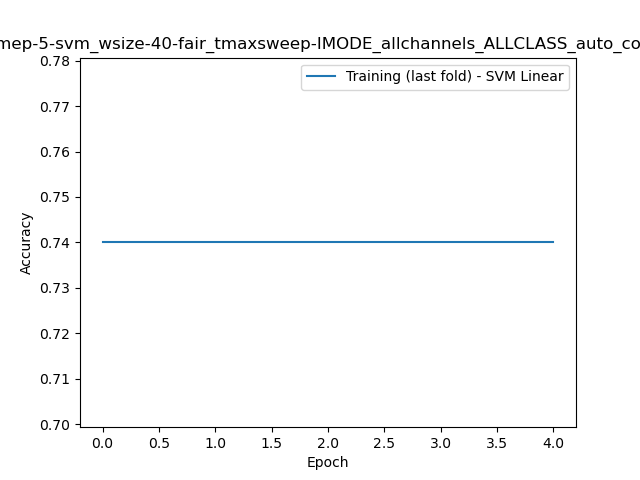 mep-5-svm_wsize-40-fair_tmaxsweep-IMODE_allchannels_ALLCLASS_auto_co
Training (last fold) - SVM Linear
0.78
0.77
0.76
0.75
0.74
0.73
0.72
0.71
0.70
Accuracy
0.0 0.5 1.0 1.5 2.0 2.5 3.0 3.5 4.0
Epoch